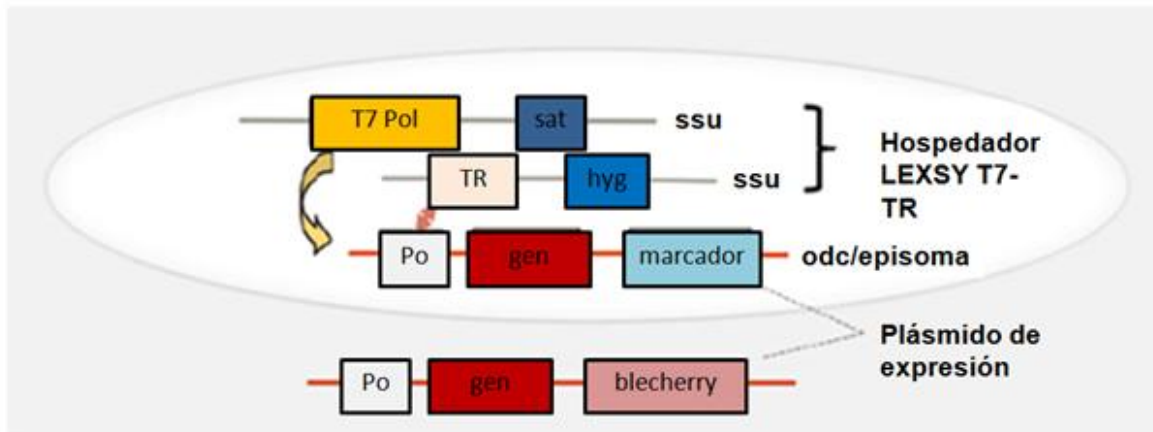 T7 Pol sat ssu
TR hyg ssu
Hospedador
LEXSY T7-
TR
Po gen marcador odc/episoma
Plásmido de
expresión
Po gen blecherry